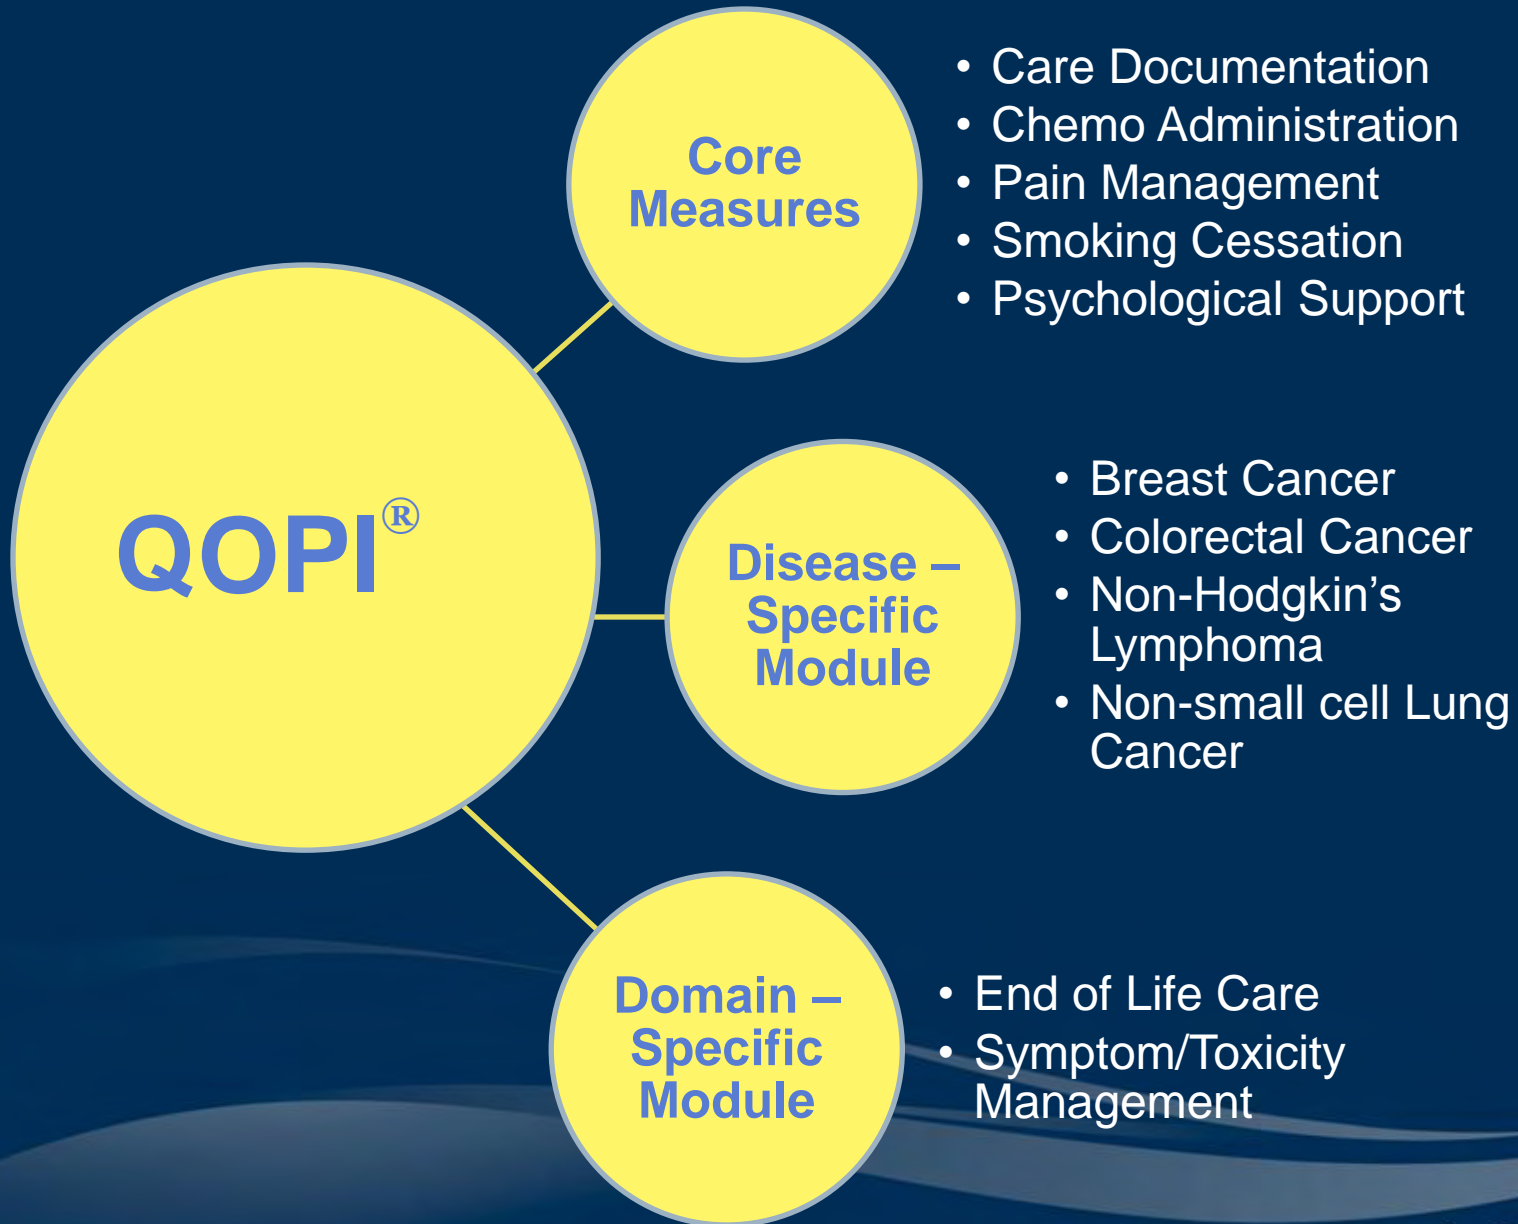 QOPI®
Core
Measures
• Care Documentation
• Chemo Administration
• Pain Management
• Smoking Cessation
• Psychological Support
Disease –
Specific
Module
• Breast Cancer
• Colorectal Cancer
• Non-Hodgkin’s
Lymphoma
• Non-small cell Lung
Cancer
Domain –
Specific
Module
• End of Life Care
• Symptom/Toxicity
Management